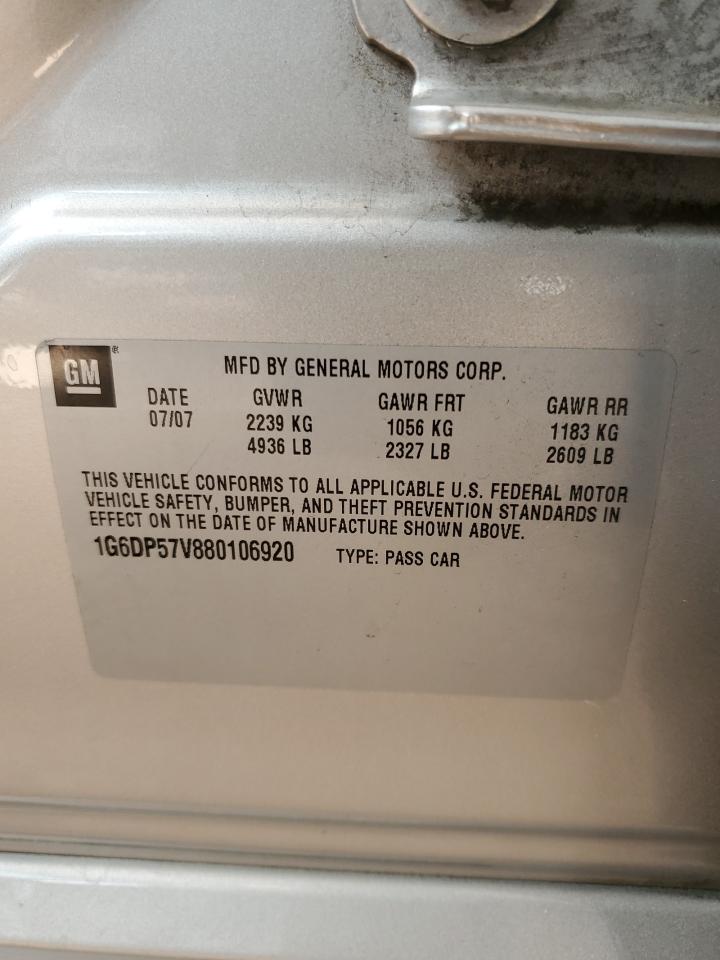 GM ®
MFD BY GENERAL MOTORS CORP.
DATE GVWR GAWR FRT GAWR RR
07/07 2239 KG 1056 KG 1183 KG
4936 LB 2327 LB 2609 LB
THIS VEHICLE CONFORMS TO ALL APPLICABLE U.S. FEDERAL MOTOR
VEHICLE SAFETY, BUMPER, AND THEFT PREVENTION STANDARDS IN
EFFECT ON THE DATE OF MANUFACTURE SHOWN ABOVE.
1G6DP57V880106920 TYPE: PASS CAR